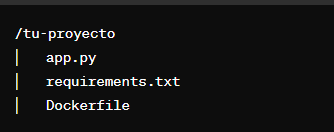 /tu-proyecto
│   app.py
│   requirements.txt
│   Dockerfile